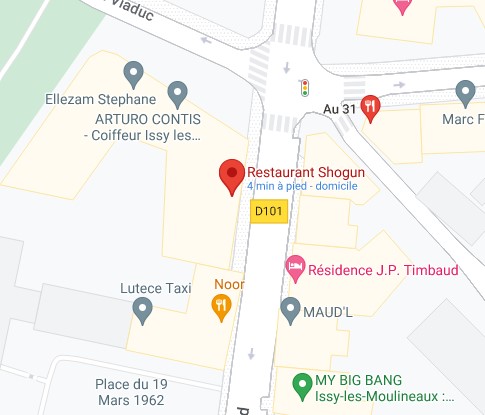 Viaduc
Ellezam Stephane
ARTURO CONTIS
- Coiffeur Issy les...
Au 31
Marc F
Restaurant Shogun
4 min à pied - domicile
D101
Résidence J.P. Timbaud
Lutece Taxi
Noor
MAUD'L
Place du 19
Mars 1962
MY BIG BANG
Issy-les-Moulineaux :...